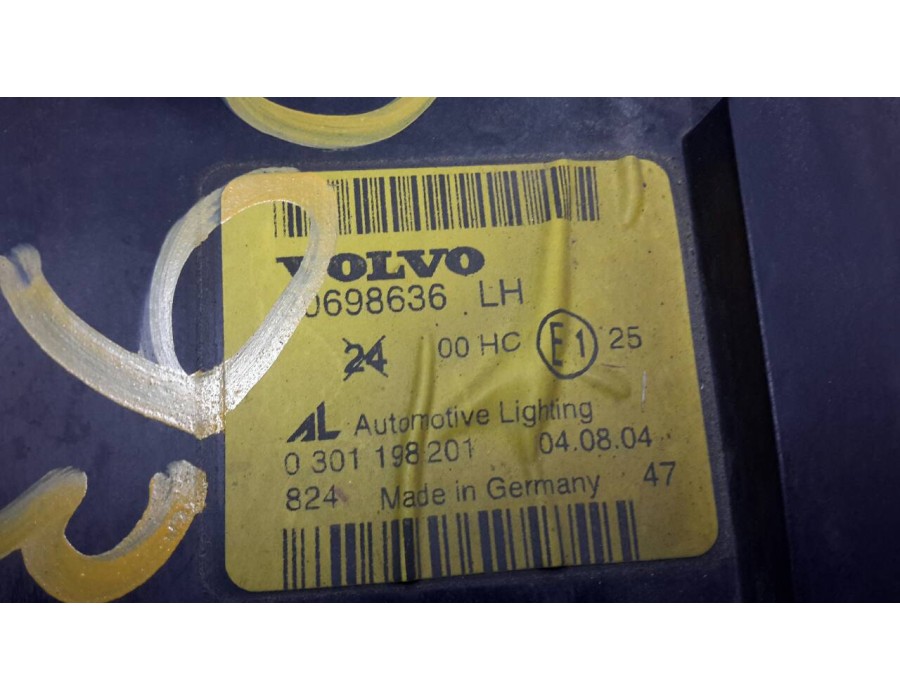 VOLVO
0698636 LH
24 00 HC E1 25
AL Automotive Lighting
0 301 198 201 04.08.04
824 Made in Germany 47